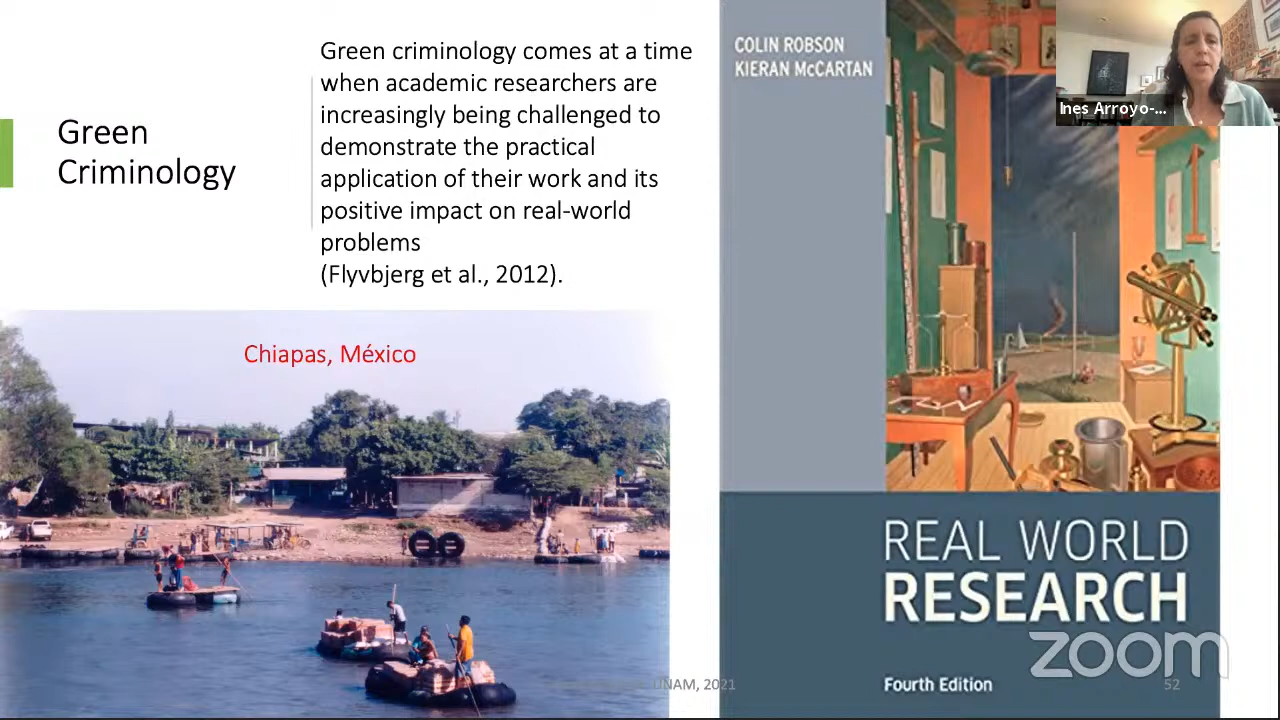 Green
Criminology
Green criminology comes at a time
when academic researchers are
increasingly being challenged to
demonstrate the practical
application of their work and its
positive impact on real-world
problems
(Flyvbjerg et al., 2012).
Chiapas, México
COLIN ROBSON
KIERAN McCARTAN
REAL WORLD
RESEARCH
Fourth Edition
Ines Arroyo-...
zoom
UNAM, 2021
52